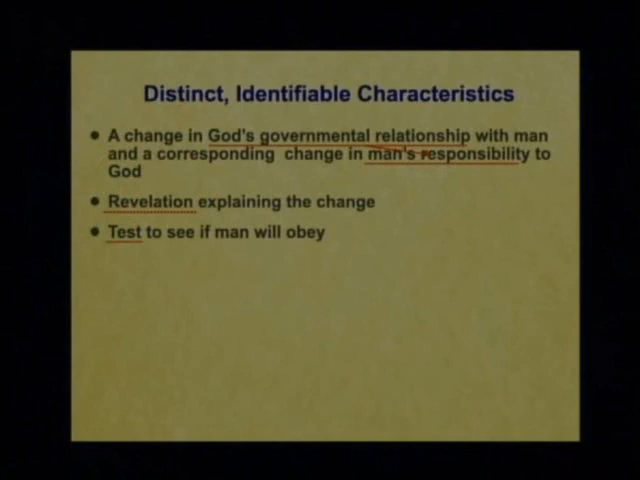 Distinct, Identifiable Characteristics
• A change in God's governmental relationship with man
and a corresponding change in man's responsibility to
God
• Revelation explaining the change
• Test to see if man will obey